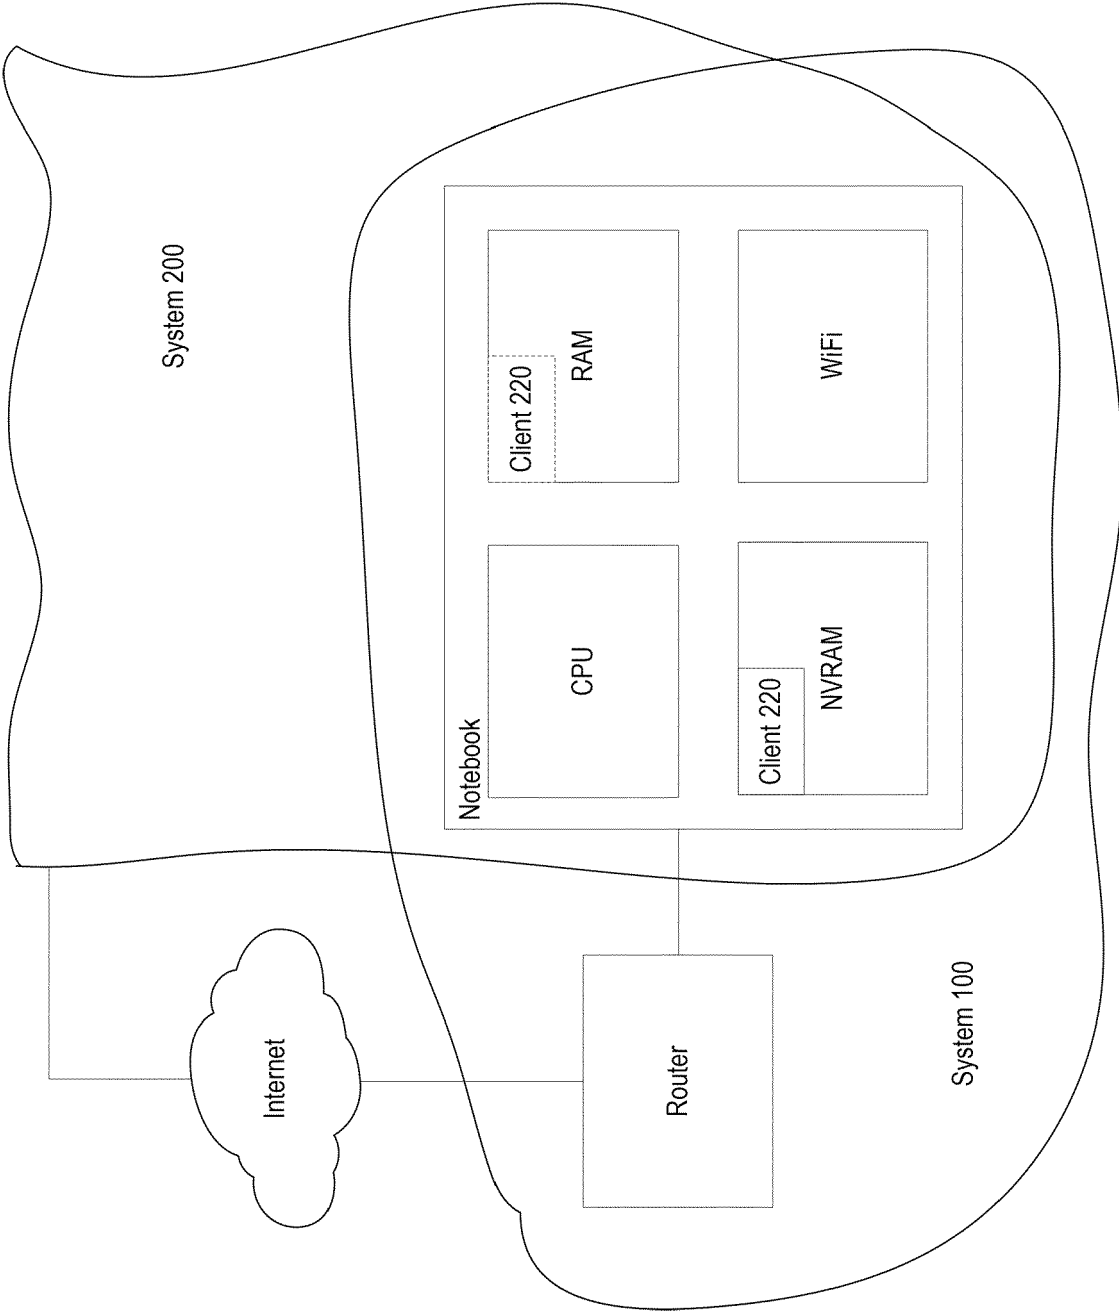 Internet
System 200
Router
Notebook
CPU
Client 220
RAM
Client 220
NVRAM
WiFi
System 100